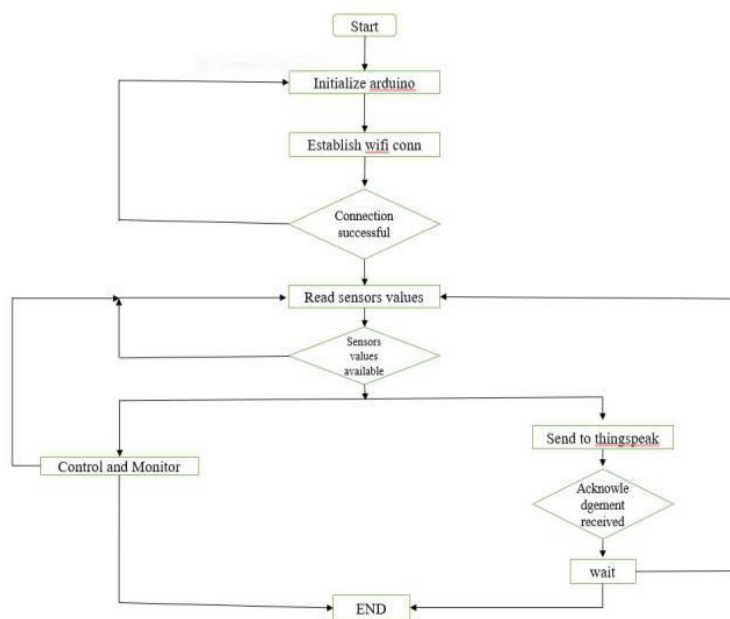 Start
Initialize arduino
Establish wifi conn
Connection
successful
Read sensors values
Sensors
values
available
Send to thingspeak
Control and Monitor
Acknowle
dgement
received
wait
END